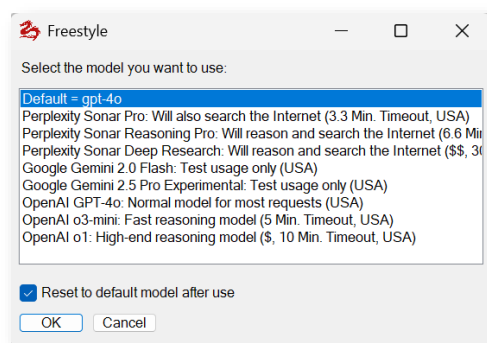 Freestyle
Select the model you want to use:
Default = gpt-4o
Perplexity Sonar Pro: Will also search the Internet (3.3 Min. Timeout, USA)
Perplexity Sonar Reasoning Pro: Will reason and search the Internet (6.6 Mi
Perplexity Sonar Deep Research: Will reason and search the Internet ($$, 30
Google Gemini 2.0 Flash: Test usage only (USA)
Google Gemini 2.5 Pro Experimental: Test usage only (USA)
OpenAI GPT-4o: Normal model for most requests (USA)
OpenAI o3-mini: Fast reasoning model (5 Min. Timeout, USA)
OpenAI o1: High-end reasoning model ($, 10 Min. Timeout, USA)
Reset to default model after use
OK Cancel